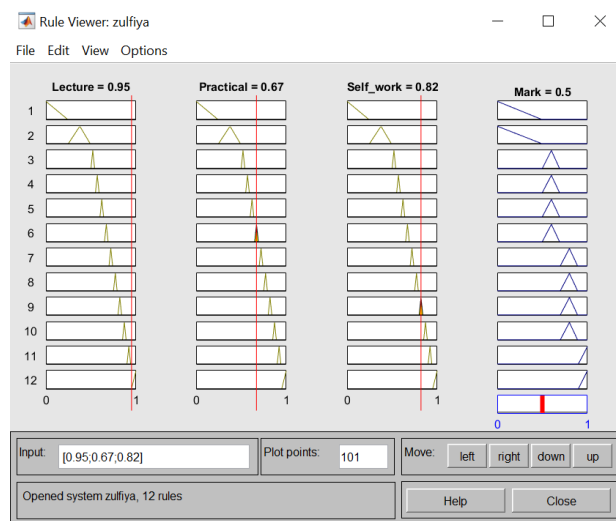 Rule Viewer: zulfiya
File Edit View Options
Lecture = 0.95 Practical = 0.67 Self_work = 0.82 Mark = 0.5
1
2
3
4
5
6
7
8
9
10
11
12
0 1 0 1 0 1
0 1
Input: [0.95;0.67;0.82] Plot points: 101 Move: left right down up
Opened system zulfiya, 12 rules Help Close